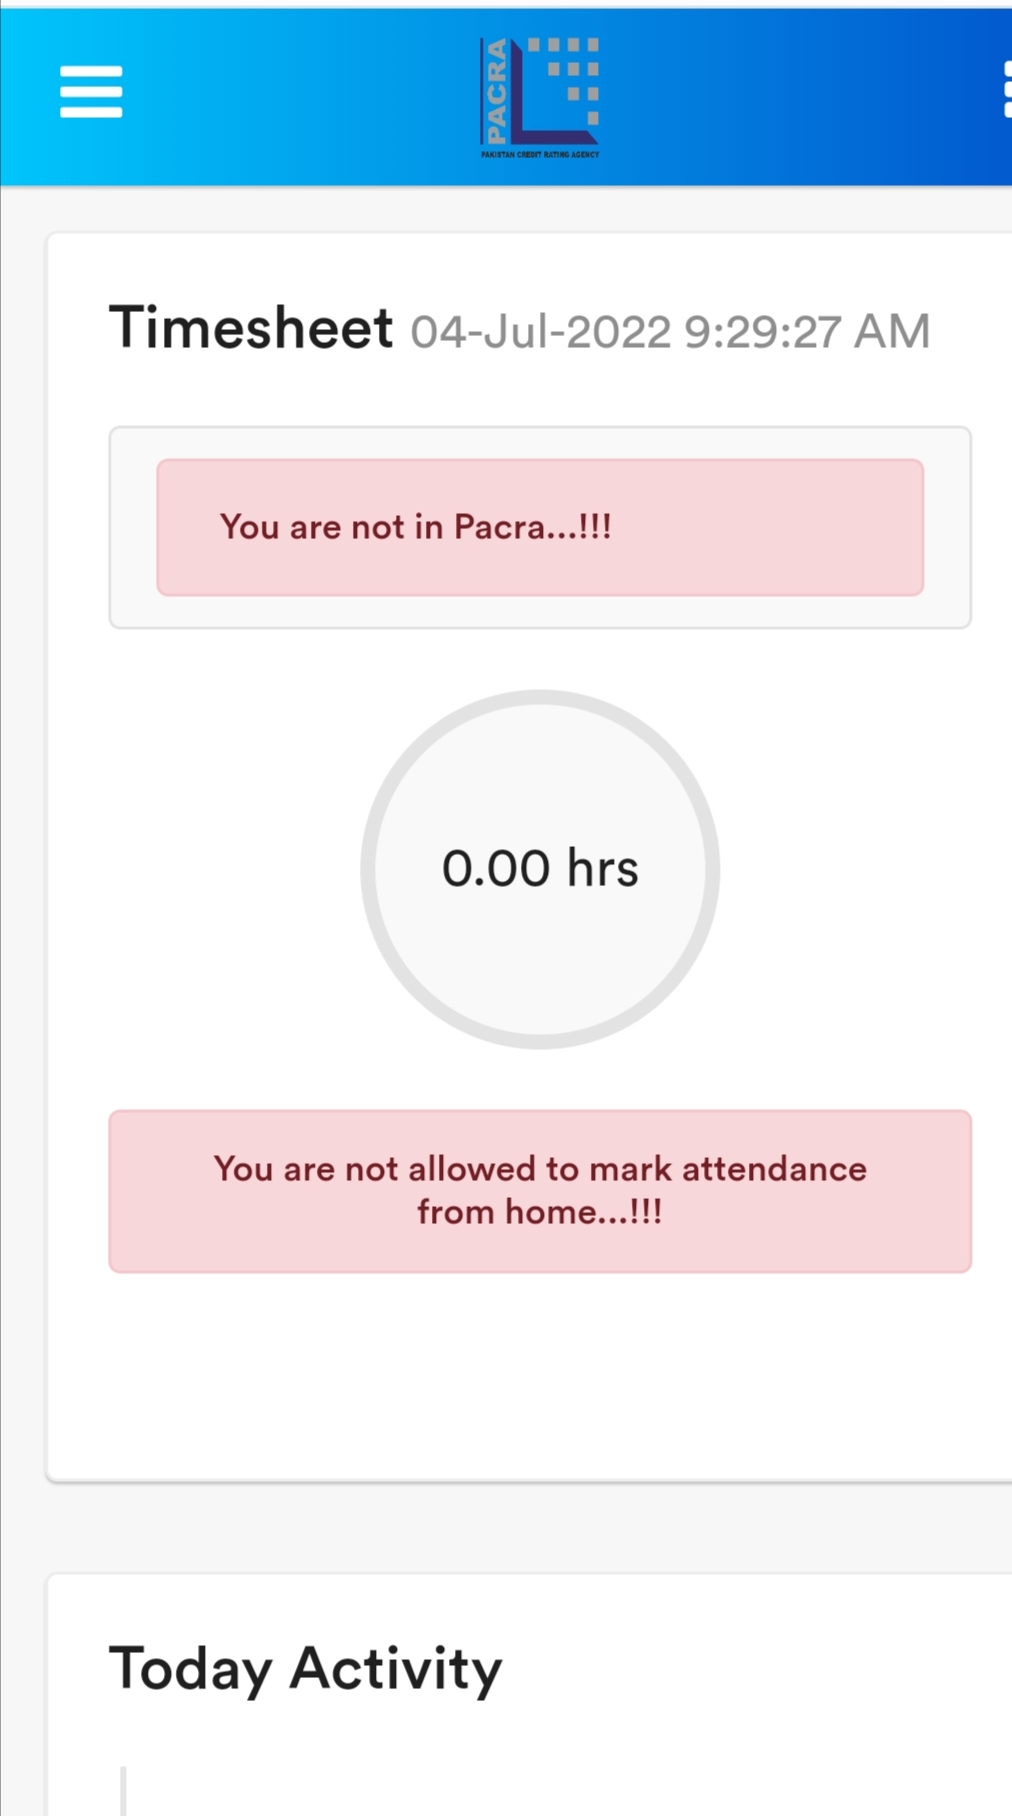 PACRA
PAKISTAN CREDIT RATING AGENCY
Timesheet 04-Jul-2022 9:29:27 AM
You are not in Pacra...!!!
0.00 hrs
You are not allowed to mark attendance
from home...!!!
Today Activity